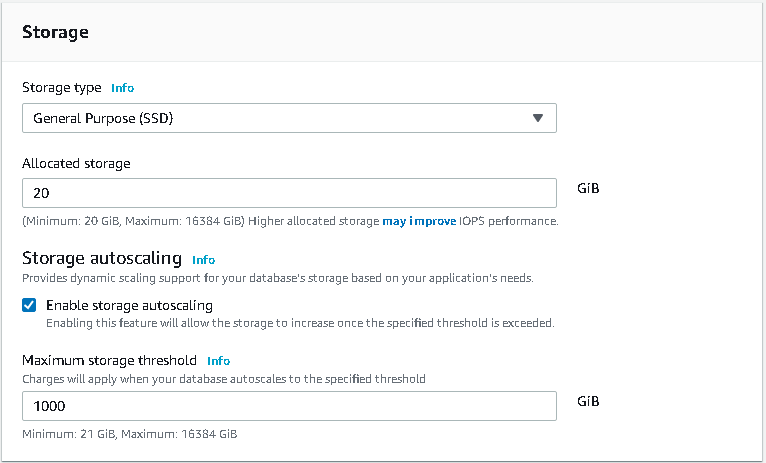 Storage
Storage type Info
General Purpose (SSD)
Allocated storage
20 GiB
(Minimum: 20 GiB, Maximum: 16384 GiB) Higher allocated storage may improve IOPS performance.
Storage autoscaling Info
Provides dynamic scaling support for your database's storage based on your application's needs.
Enable storage autoscaling
Enabling this feature will allow the storage to increase once the specified threshold is exceeded.
Maximum storage threshold Info
Charges will apply when your database autoscales to the specified threshold
1000 GiB
Minimum: 21 GiB, Maximum: 16384 GiB